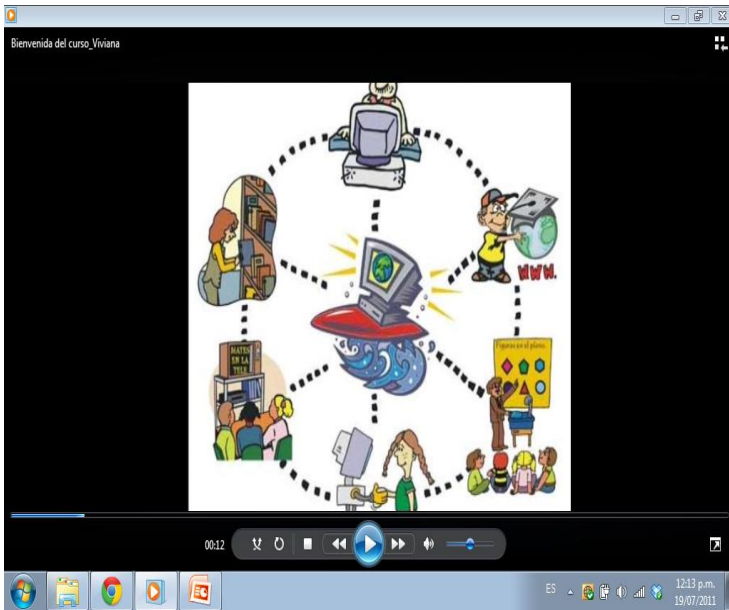 Bienvenida del curso_Viviana
WWW.
Figuras en el plano.
MATES
EN LA
TELE
00:12
ES
12:13 p.m.
19/07/2011